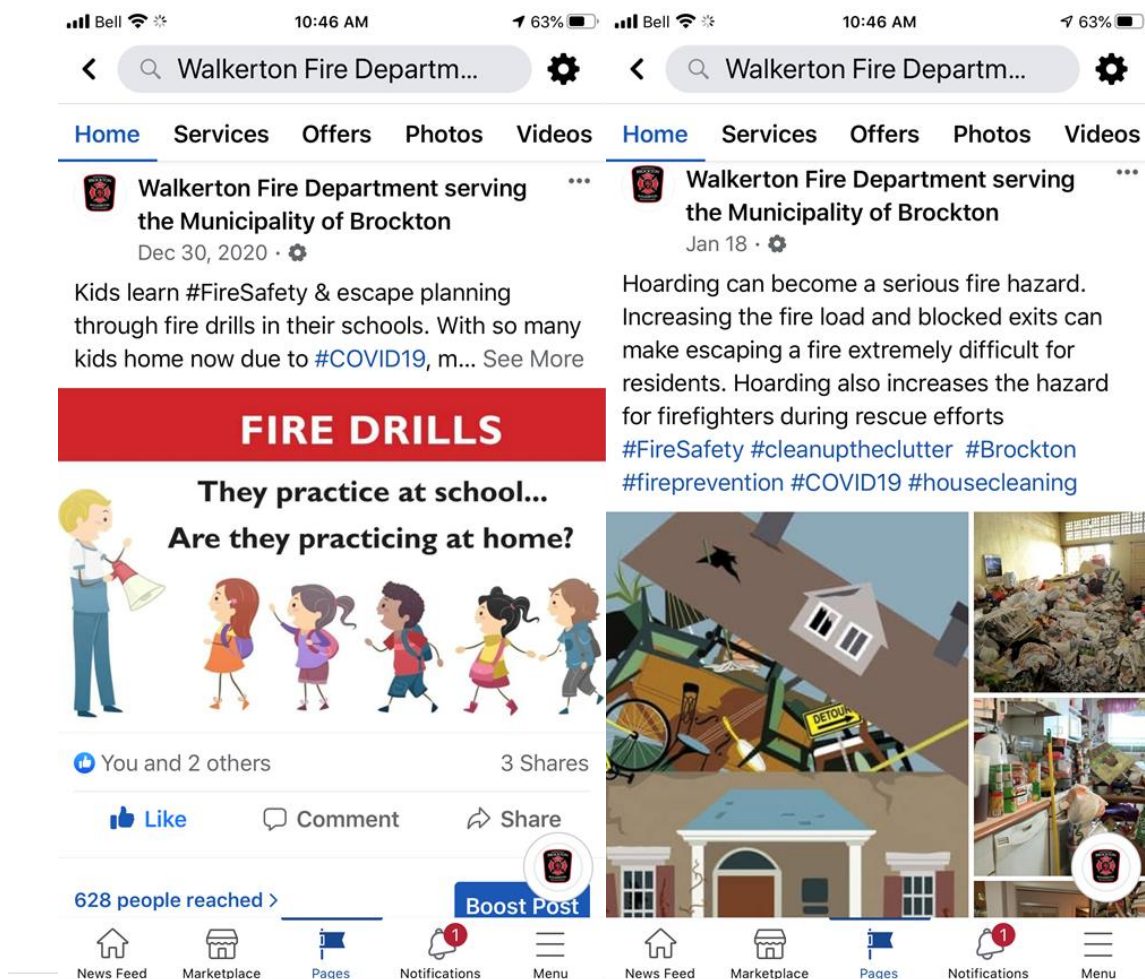 Bell 10:46 AM 63%
Walkerton Fire Departm...
Home Services Offers Photos Videos
Walkerton Fire Department serving
the Municipality of Brockton
Dec 30, 2020 ·
Kids learn #FireSafety & escape planning
through fire drills in their schools. With so many
kids home now due to #COVID19, m... See More
FIRE DRILLS
They practice at school...
Are they practicing at home?
You and 2 others 3 Shares
Like Comment Share
628 people reached >
Boost Post
1
News Feed Marketplace Pages Notifications Menu
Bell 10:46 AM 63%
Walkerton Fire Departm...
Home Services Offers Photos Videos
Walkerton Fire Department serving
the Municipality of Brockton
Jan 18 ·
Hoarding can become a serious fire hazard.
Increasing the fire load and blocked exits can
make escaping a fire extremely difficult for
residents. Hoarding also increases the hazard
for firefighters during rescue efforts
#FireSafety #cleanuptheclutter #Brockton
#fireprevention #COVID19 #housecleaning
DETOUR
1
News Feed Marketplace Pages Notifications Menu